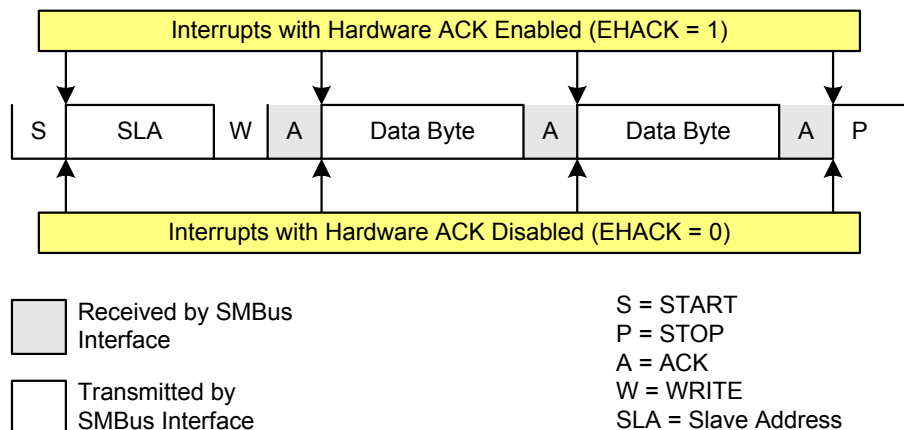 Interrupts with Hardware ACK Enabled (EHACK = 1)
S SLA W A Data Byte A Data Byte A P
Interrupts with Hardware ACK Disabled (EHACK = 0)
Received by SMBus
Interface
Transmitted by
SMBus Interface
S = START
P = STOP
A = ACK
W = WRITE
SLA = Slave Address